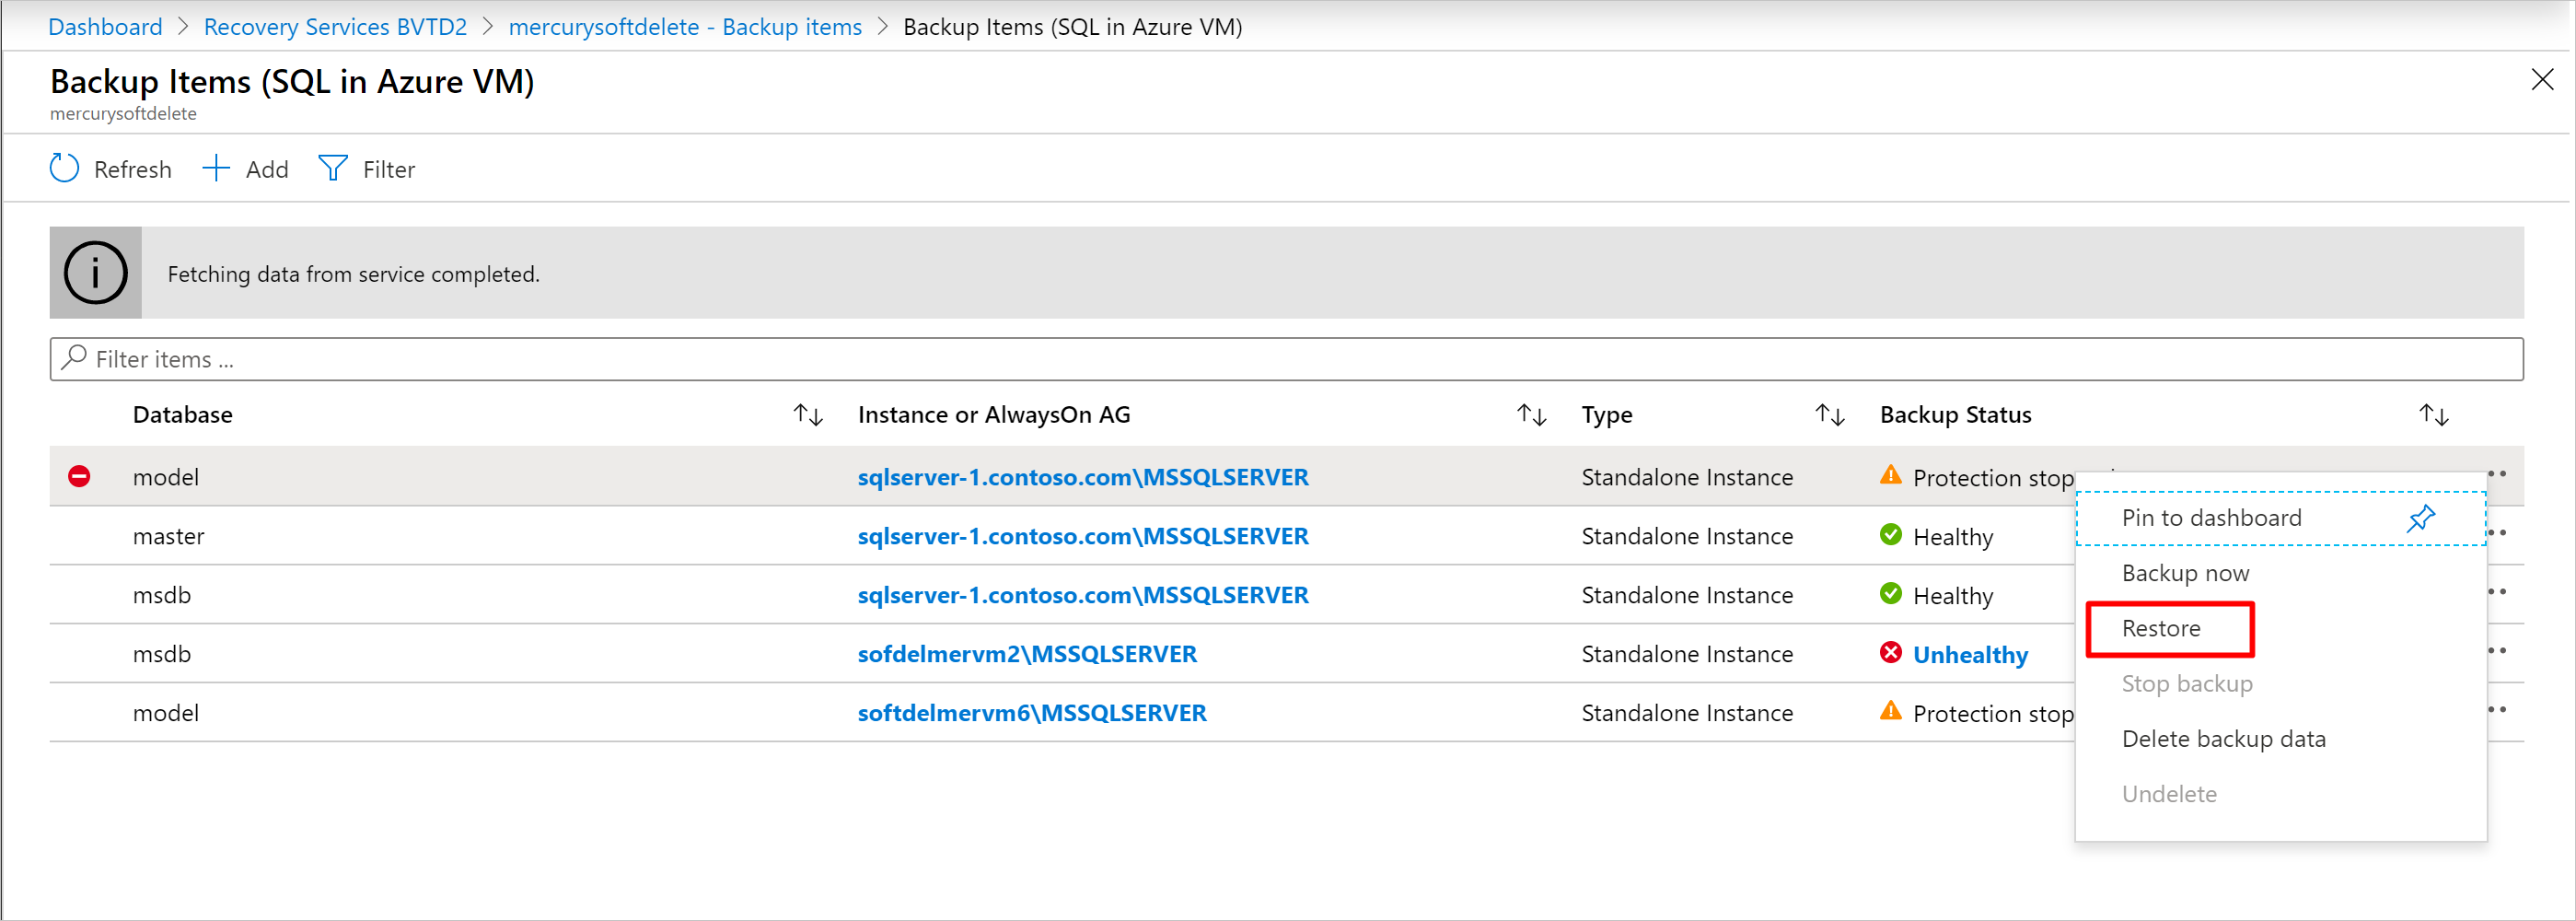 Dashboard > Recovery Services BVTD2 > mercurysoftdelete - Backup items > Backup Items (SQL in Azure VM)
Backup Items (SQL in Azure VM)
mercurysoftdelete
Refresh Add Filter
Fetching data from service completed.
Filter items ...
Database Instance or AlwaysOn AG Type Backup Status
model sqlserver-1.contoso.com\MSSQLSERVER Standalone Instance Protection stop
master sqlserver-1.contoso.com\MSSQLSERVER Standalone Instance Healthy
msdb sqlserver-1.contoso.com\MSSQLSERVER Standalone Instance Healthy
msdb sofdelmervm2\MSSQLSERVER Standalone Instance Unhealthy
model softdelmervm6\MSSQLSERVER Standalone Instance Protection stop
Pin to dashboard
Backup now
Restore
Stop backup
Delete backup data
Undelete